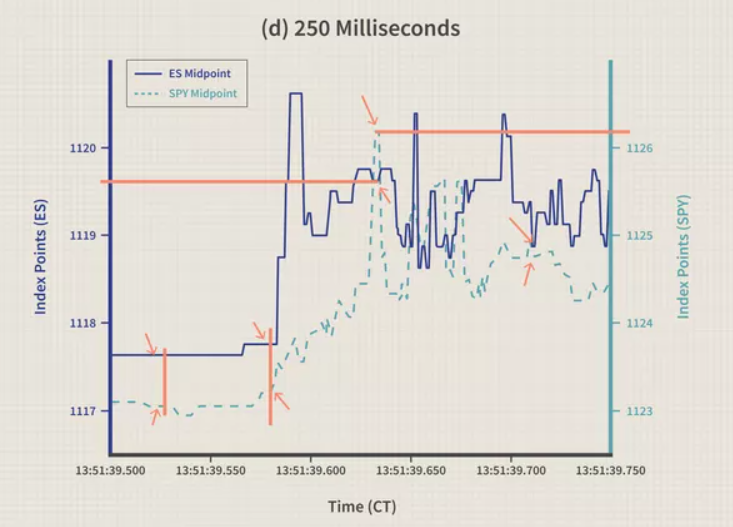 (d) 250 Milliseconds
ES Midpoint
SPY Midpoint
Index Points (ES)
1120
1119
1118
1117
1126
1125
1124
1123
Index Points (SPY)
13:51:39.500 13:51:39.550 13:51:39.600 13:51:39.650 13:51:39.700 13:51:39.750
Time (CT)